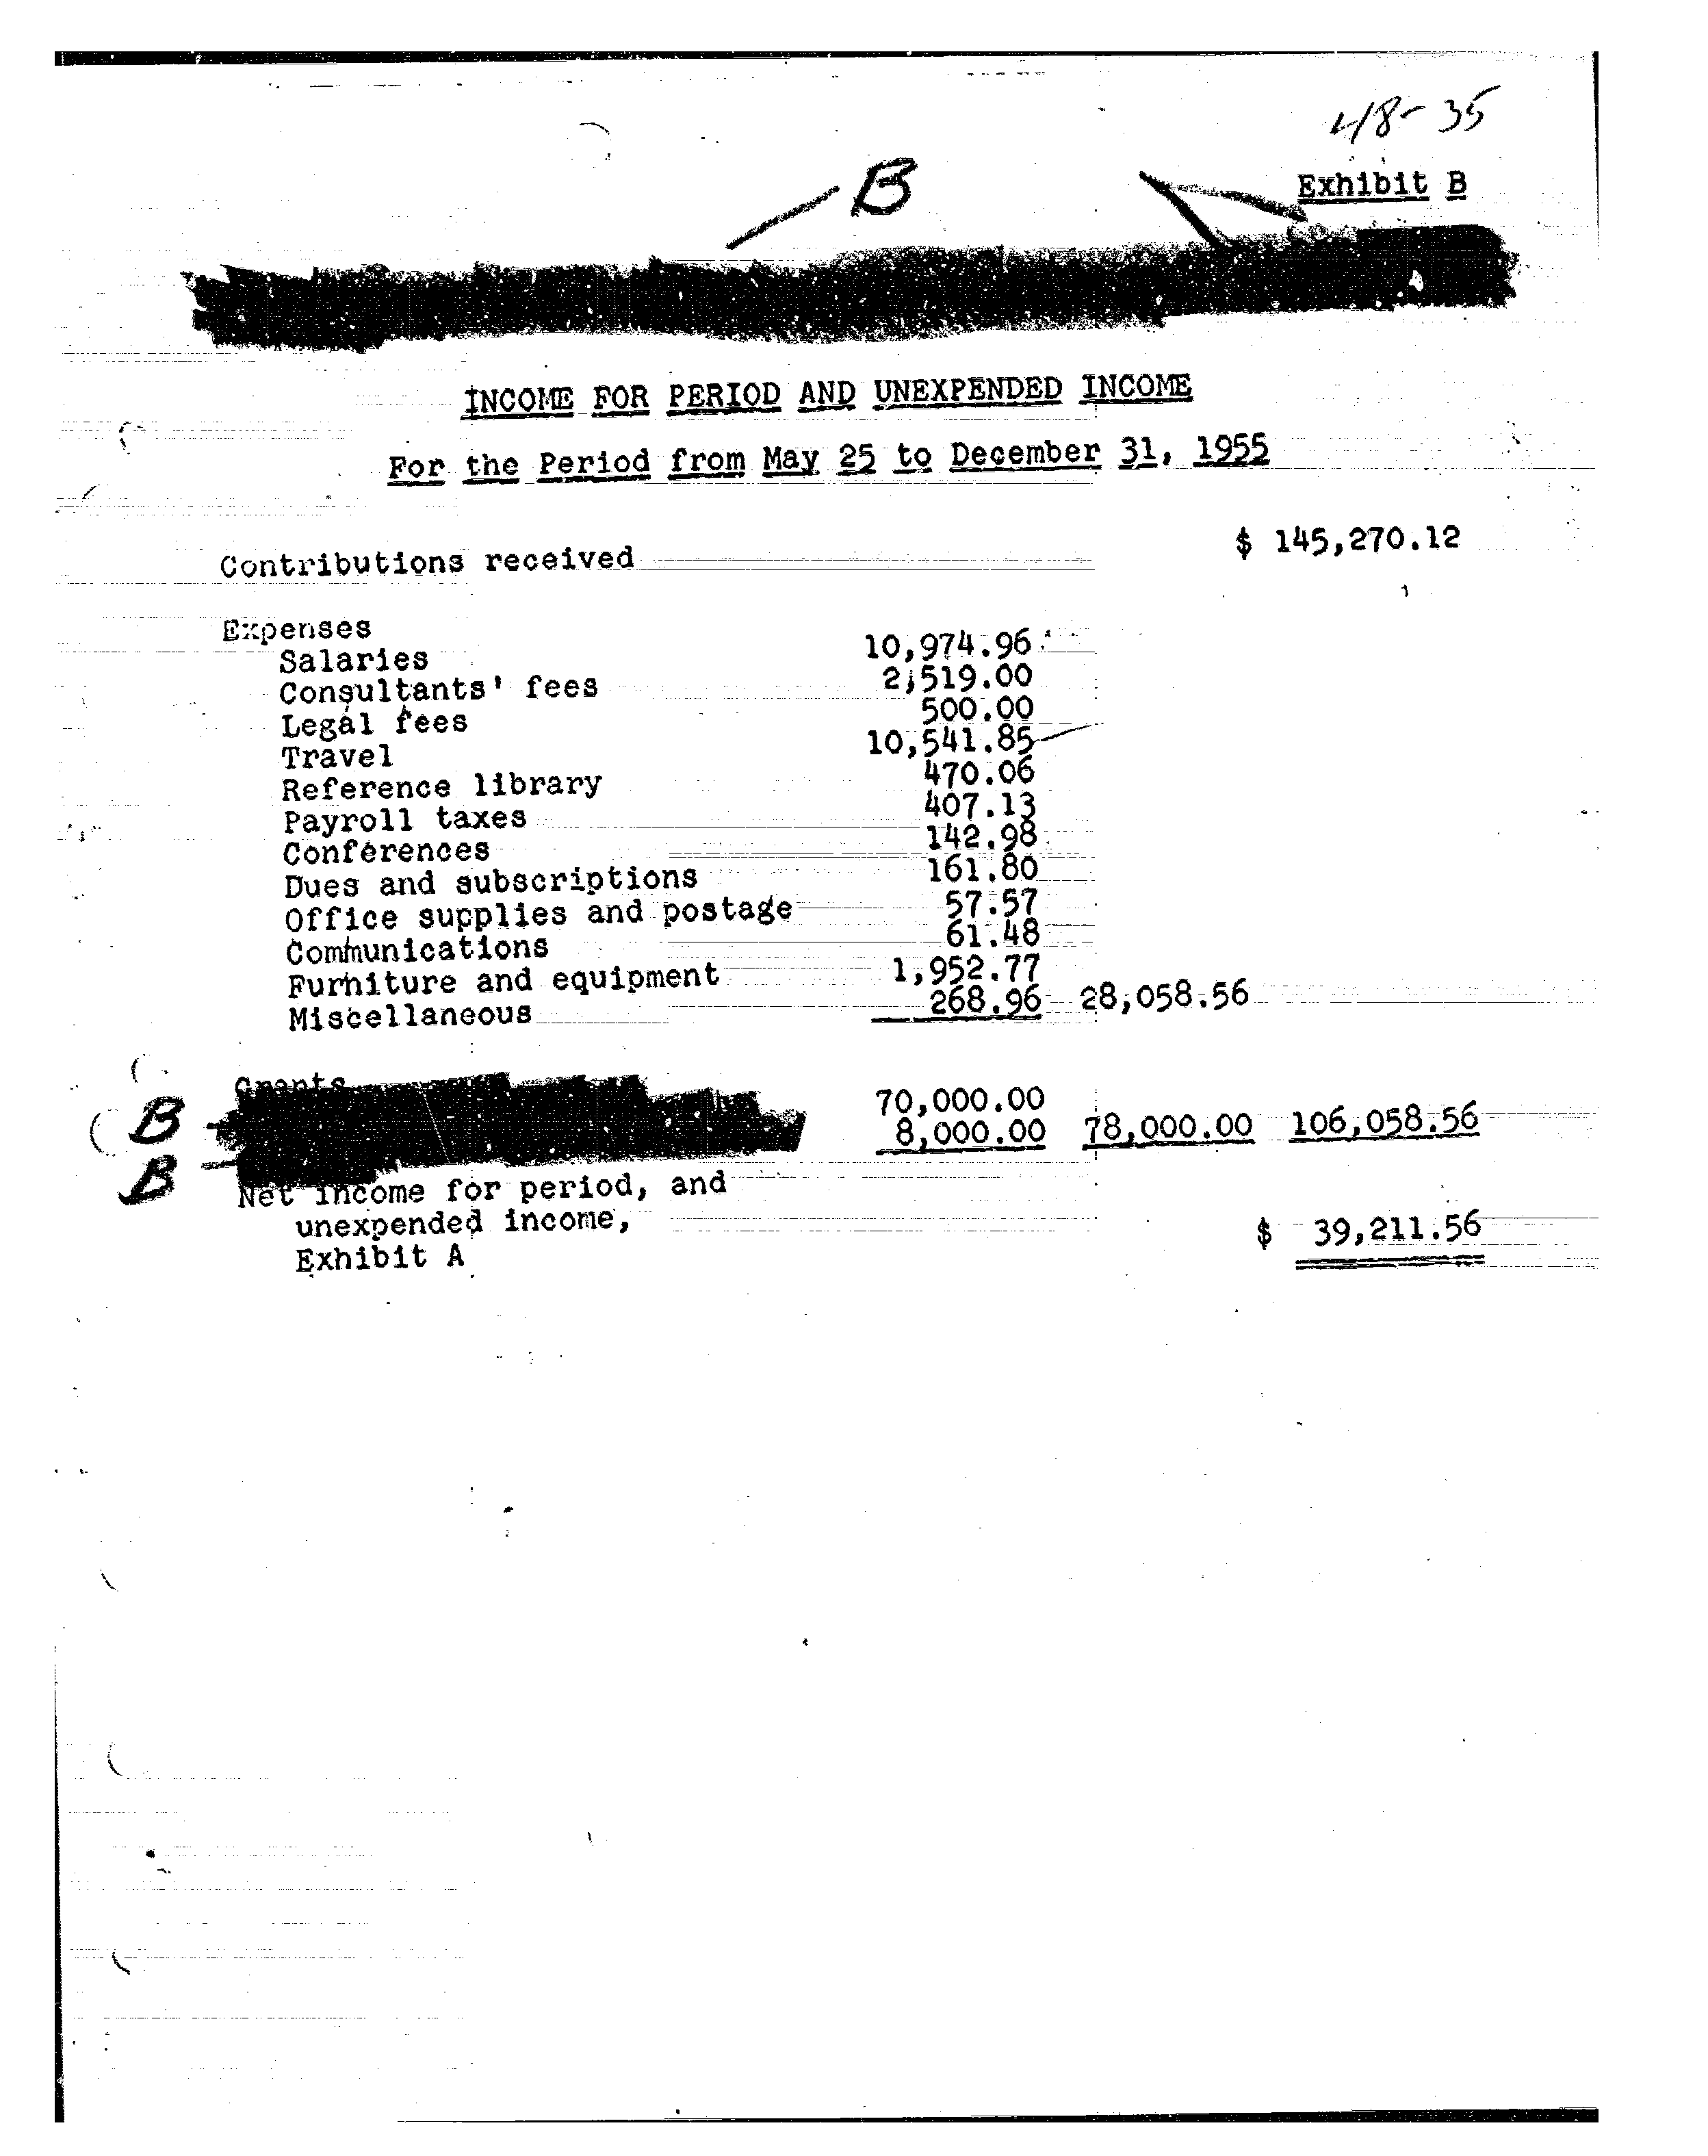 48-35
Exhibit B
B
INCOME FOR PERIOD AND UNEXPENDED INCOME
For the Period from May 25 to December 31, 1955
Contributions received $ 145,270.12
Expenses
Salaries 10,974.96
Consultants' fees 2,519.00
Legal fees 500.00
Travel 10,541.85
Reference library 470.06
Payroll taxes 407.13
Conferences 142.98
Dues and subscriptions 161.80
Office supplies and postage 57.57
Communications 61.48
Furniture and equipment 1,952.77
Miscellaneous 268.96 28,058.56
Grants
B 70,000.00
B 8,000.00 78,000.00 106,058.56
Net income for period, and
unexpended income,
Exhibit A $ 39,211.56